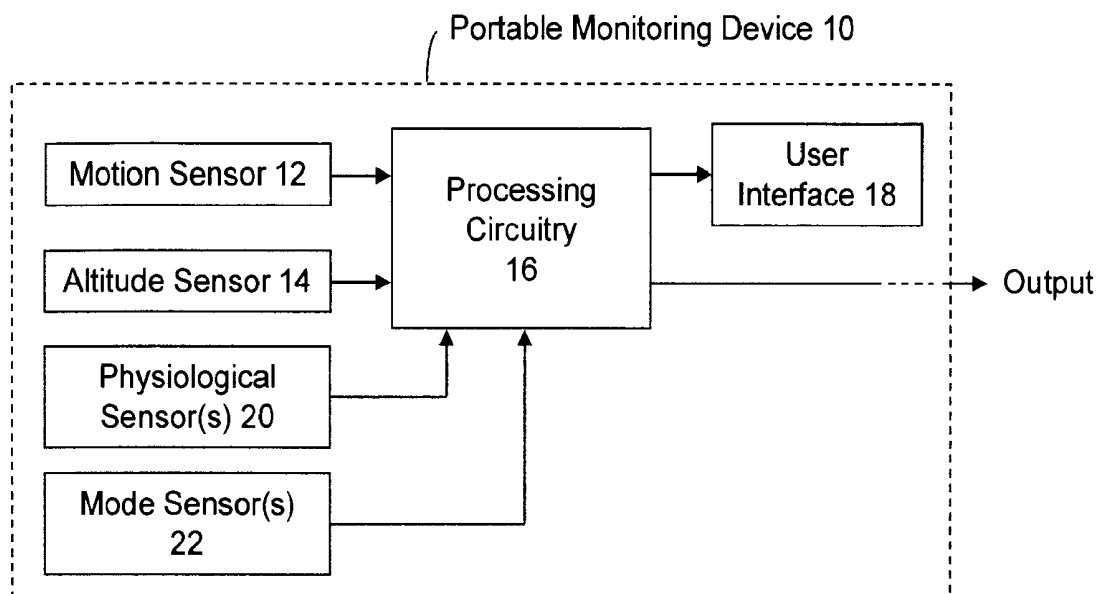 Portable Monitoring Device 10
Motion Sensor 12
Altitude Sensor 14
Physiological
Sensor(s) 20
Mode Sensor(s)
22
Processing
Circuitry
16
User
Interface 18
Output